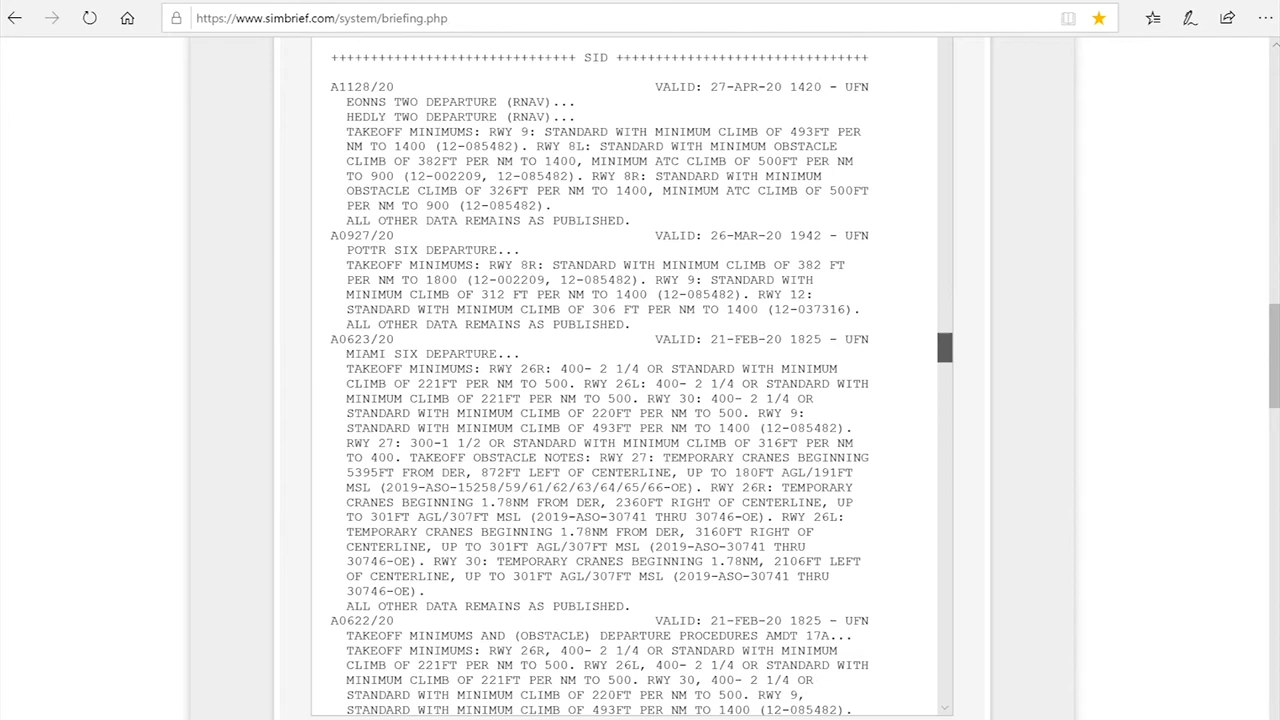 https://www.simbrief.com/system/briefing.php
++++++++++++++++++++++++++++++ SID +++++++++++++++++++++++++++++++
A1128/20 VALID: 27-APR-20 1420 - UFN
EONNS TWO DEPARTURE (RNAV)...
HEDLY TWO DEPARTURE (RNAV)...
TAKEOFF MINIMUMS: RWY 9: STANDARD WITH MINIMUM CLIMB OF 493FT PER
NM TO 1400 (12-085482). RWY 8L: STANDARD WITH MINIMUM OBSTACLE
CLIMB OF 382FT PER NM TO 1400, MINIMUM ATC CLIMB OF 500FT PER NM
TO 900 (12-002209, 12-085482). RWY 8R: STANDARD WITH MINIMUM
OBSTACLE CLIMB OF 326FT PER NM TO 1400, MINIMUM ATC CLIMB OF 500FT
PER NM TO 900 (12-085482).
ALL OTHER DATA REMAINS AS PUBLISHED.
A0927/20 VALID: 26-MAR-20 1942 - UFN
POTTR SIX DEPARTURE...
TAKEOFF MINIMUMS: RWY 8R: STANDARD WITH MINIMUM CLIMB OF 382 FT
PER NM TO 1800 (12-002209, 12-085482). RWY 9: STANDARD WITH
MINIMUM CLIMB OF 312 FT PER NM TO 1400 (12-085482). RWY 12:
STANDARD WITH MINIMUM CLIMB OF 306 FT PER NM TO 1400 (12-037316).
ALL OTHER DATA REMAINS AS PUBLISHED.
A0623/20 VALID: 21-FEB-20 1825 - UFN
MIAMI SIX DEPARTURE...
TAKEOFF MINIMUMS: RWY 26R: 400- 2 1/4 OR STANDARD WITH MINIMUM
CLIMB OF 221FT PER NM TO 500. RWY 26L: 400- 2 1/4 OR STANDARD WITH
MINIMUM CLIMB OF 221FT PER NM TO 500. RWY 30: 400- 2 1/4 OR
STANDARD WITH MINIMUM CLIMB OF 220FT PER NM TO 500. RWY 9:
STANDARD WITH MINIMUM CLIMB OF 493FT PER NM TO 1400 (12-085482).
RWY 27: 300-1 1/2 OR STANDARD WITH MINIMUM CLIMB OF 316FT PER NM
TO 400. TAKEOFF OBSTACLE NOTES: RWY 27: TEMPORARY CRANES BEGINNING
5395FT FROM DER, 872FT LEFT OF CENTERLINE, UP TO 180FT AGL/191FT
MSL (2019-ASO-15258/59/61/62/63/64/65/66-OE). RWY 26R: TEMPORARY
CRANES BEGINNING 1.78NM FROM DER, 2360FT RIGHT OF CENTERLINE, UP
TO 301FT AGL/307FT MSL (2019-ASO-30741 THRU 30746-OE). RWY 26L:
TEMPORARY CRANES BEGINNING 1.78NM FROM DER, 3160FT RIGHT OF
CENTERLINE, UP TO 301FT AGL/307FT MSL (2019-ASO-30741 THRU
30746-OE). RWY 30: TEMPORARY CRANES BEGINNING 1.78NM, 2106FT LEFT
OF CENTERLINE, UP TO 301FT AGL/307FT MSL (2019-ASO-30741 THRU
30746-OE).
ALL OTHER DATA REMAINS AS PUBLISHED.
A0622/20 VALID: 21-FEB-20 1825 - UFN
TAKEOFF MINIMUMS AND (OBSTACLE) DEPARTURE PROCEDURES AMDT 17A...
TAKEOFF MINIMUMS: RWY 26R, 400- 2 1/4 OR STANDARD WITH MINIMUM
CLIMB OF 221FT PER NM TO 500. RWY 26L, 400- 2 1/4 OR STANDARD WITH
MINIMUM CLIMB OF 221FT PER NM TO 500. RWY 30, 400- 2 1/4 OR
STANDARD WITH MINIMUM CLIMB OF 220FT PER NM TO 500. RWY 9,
STANDARD WITH MINIMUM CLIMB OF 493FT PER NM TO 1400 (12-085482).